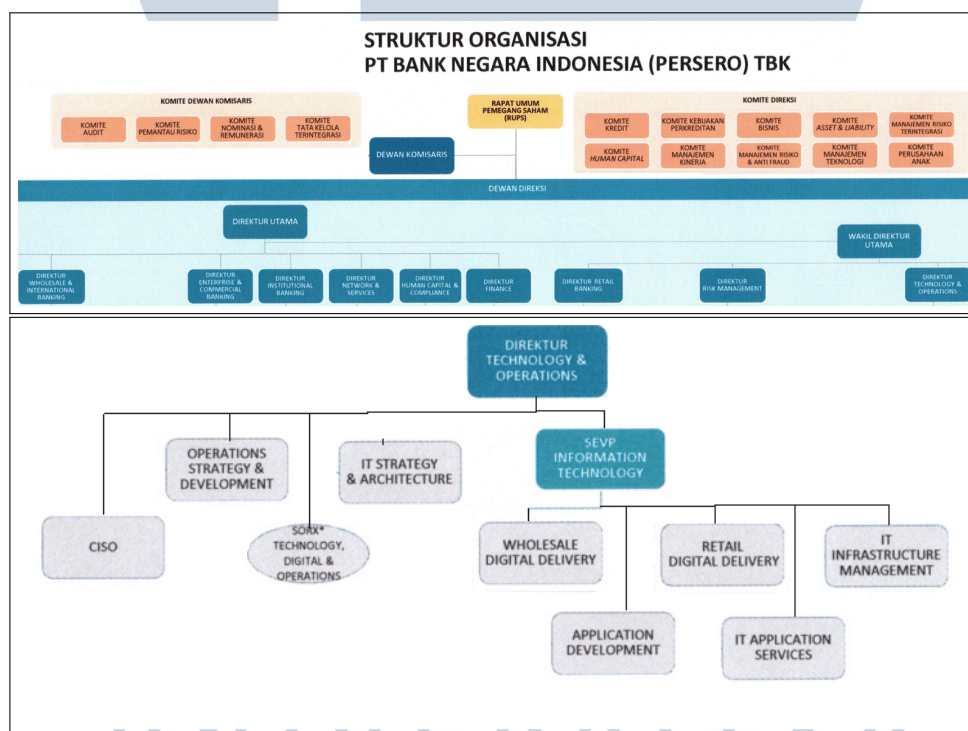 STRUKTUR ORGANISASI
PT BANK NEGARA INDONESIA (PERSERO) TBK
KOMITE DEWAN KOMISARIS
KOMITE
AUDIT
KOMITE
PEMANTAU RISIKO
KOMITE
NOMINASI &
REMUNERASI
KOMITE
TATA KELOLA
TERINTEGRASI
RAPAT UMUM
PEMEGANG SAHAM
(RUPS)
KOMITE DIREKSI
KOMITE
KREDIT
KOMITE KEBIJAKAN
PERKREDITAN
KOMITE
BISNIS
KOMITE
ASSET & LIABILITY
KOMITE
MANAJEMEN RISIKO
TERINTEGRASI
KOMITE
HUMAN CAPITAL
KOMITE
MANAJEMEN
KINERJA
KOMITE
MANAJEMEN RISIKO
& ANTI FRAUD
KOMITE
MANAJEMEN
TEKNOLOGI
KOMITE
PERUSAHAAN
ANAK
DEWAN KOMISARIS
DEWAN DIREKSI
DIREKTUR UTAMA
WAKIL DIREKTUR
UTAMA
DIREKTUR
WHOLESALE &
INTERNATIONAL
BANKING
DIREKTUR
ENTERPRISE &
COMMERCIAL
BANKING
DIREKTUR
INSTITUTIONAL
BANKING
DIREKTUR
NETWORK &
SERVICES
DIREKTUR
HUMAN CAPITAL &
COMPLIANCE
DIREKTUR
FINANCE
DIREKTUR RETAIL
BANKING
DIREKTUR
RISK MANAGEMENT
DIREKTUR
TECHNOLOGY &
OPERATIONS
DIREKTUR
TECHNOLOGY &
OPERATIONS
OPERATIONS
STRATEGY &
DEVELOPMENT
IT STRATEGY
& ARCHITECTURE
SEVP
INFORMATION
TECHNOLOGY
CISO
SORX*
TECHNOLOGY,
DIGITAL &
OPERATIONS
WHOLESALE
DIGITAL DELIVERY
RETAIL
DIGITAL DELIVERY
IT
INFRASTRUCTURE
MANAGEMENT
APPLICATION
DEVELOPMENT
IT APPLICATION
SERVICES